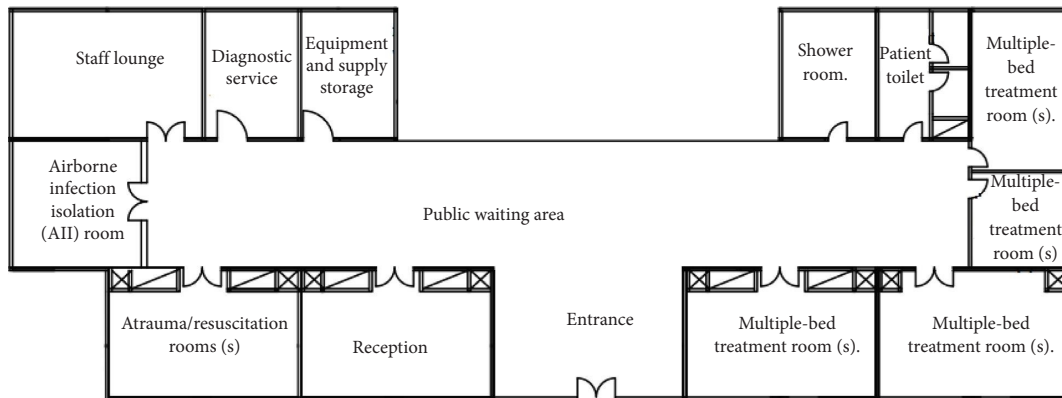 Staff lounge
Diagnostic
service
Equipment
and supply
storage
Shower
room.
Patient
toilet
Multiple-
bed
treatment
room (s).
Airborne
infection
isolation
(AII) room
Public waiting area
Multiple-
bed
treatment
room (s)
Atrauma/resuscitation
rooms (s)
Reception
Entrance
Multiple-bed
treatment room (s).
Multiple-bed
treatment room (s).